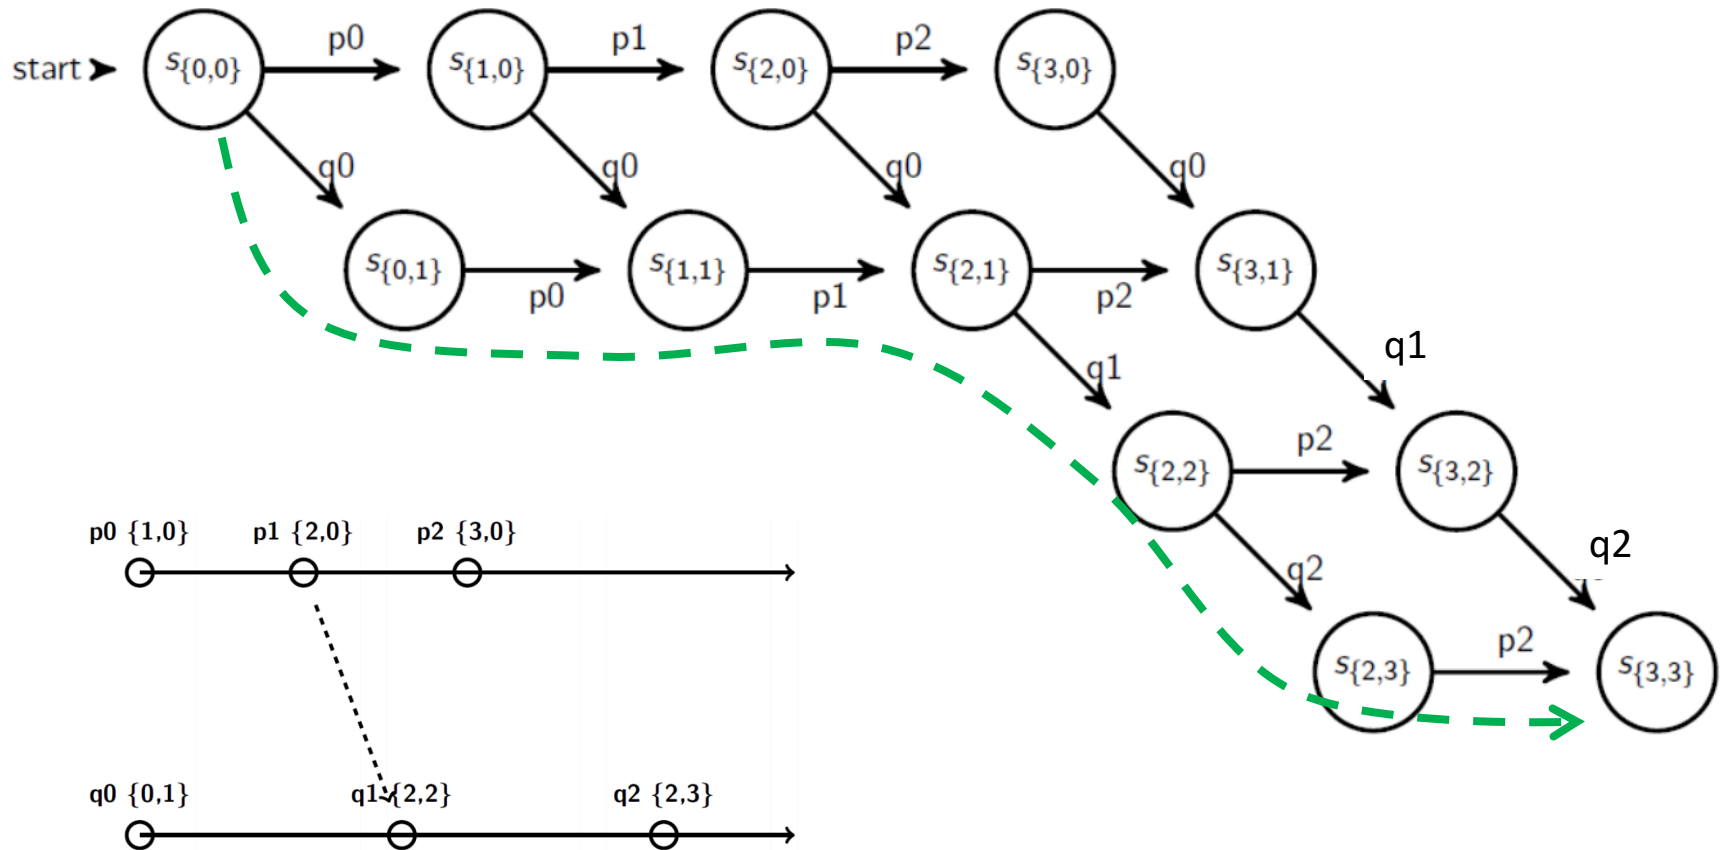 p0 p1 p2
start s{0,0} s{1,0} s{2,0} s{3,0}
q0 q0 q0 q0
s{0,1} s{1,1} s{2,1} s{3,1}
p0 p1 p2
q1 q1
p2
s{2,2} s{3,2}
p0 {1,0} p1 {2,0} p2 {3,0}
q2 q2
p2
s{2,3} s{3,3}
q0 {0,1} q1 {2,2} q2 {2,3}